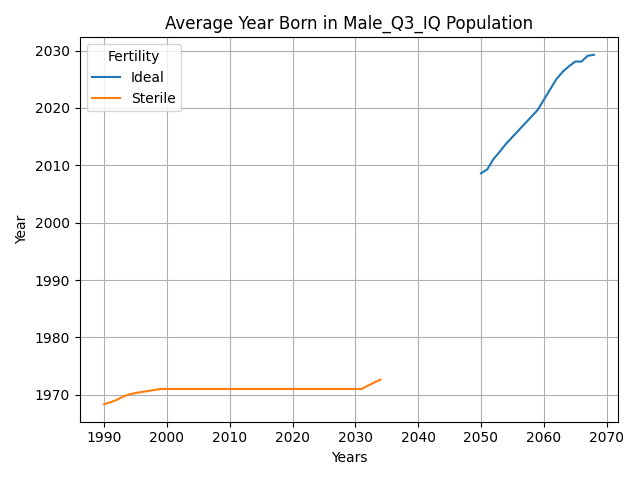 Average Year Born in Male_Q3_IQ Population
Fertility
Ideal
Sterile
Year
2030
2020
2010
2000
1990
1980
1970
1990 2000 2010 2020 2030 2040 2050 2060 2070
Years